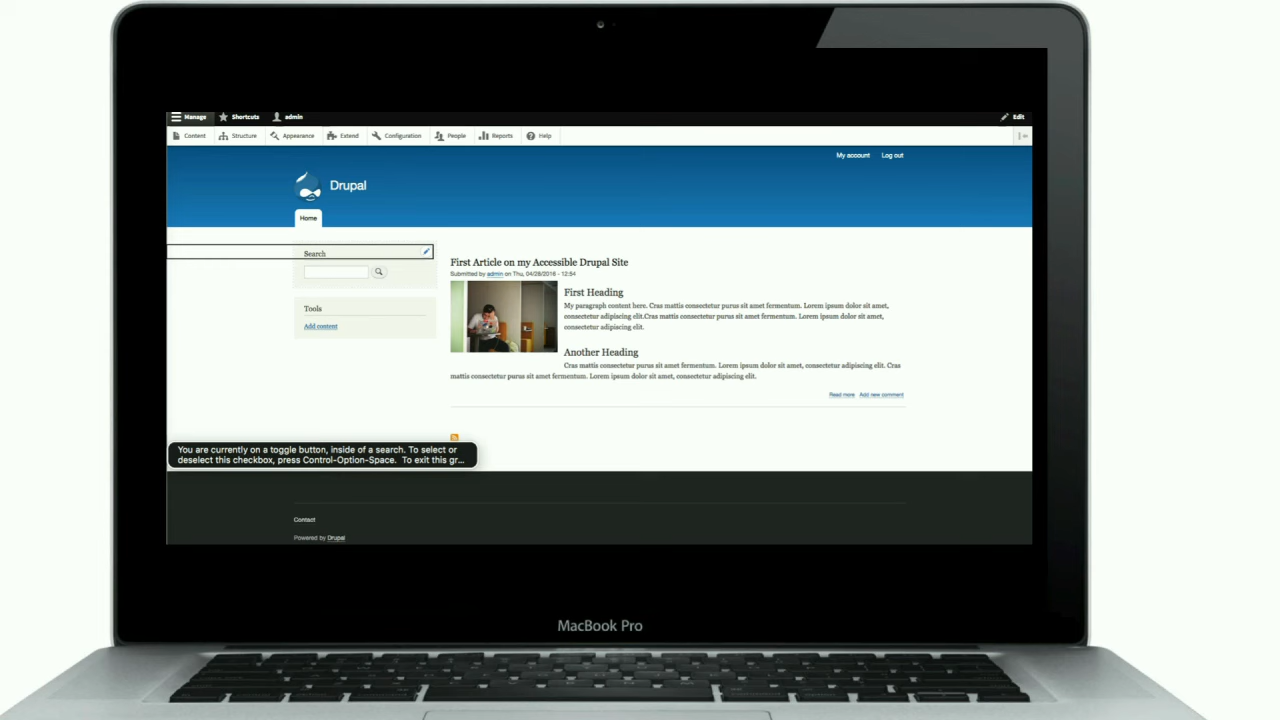 Manage Shortcuts admin Edit
Content Structure Appearance Extend Configuration People Reports Help
My account Log out
Drupal
Home
Search
Tools
Add content
First Article on my Accessible Drupal Site
Submitted by admin on Thu, 04/28/2016 - 12:54
First Heading
My paragraph content here. Cras mattis consectetur purus sit amet fermentum. Lorem ipsum dolor sit amet,
consectetur adipiscing elit.Cras mattis consectetur purus sit amet fermentum. Lorem ipsum dolor sit amet,
consectetur adipiscing elit.
Another Heading
Cras mattis consectetur purus sit amet fermentum. Lorem ipsum dolor sit amet, consectetur adipiscing elit. Cras
mattis consectetur purus sit amet fermentum. Lorem ipsum dolor sit amet, consectetur adipiscing elit.
Read more Add new comment
You are currently on a toggle button, inside of a search. To select or
deselect this checkbox, press Control-Option-Space. To exit this gr...
Contact
Powered by Drupal
MacBook Pro